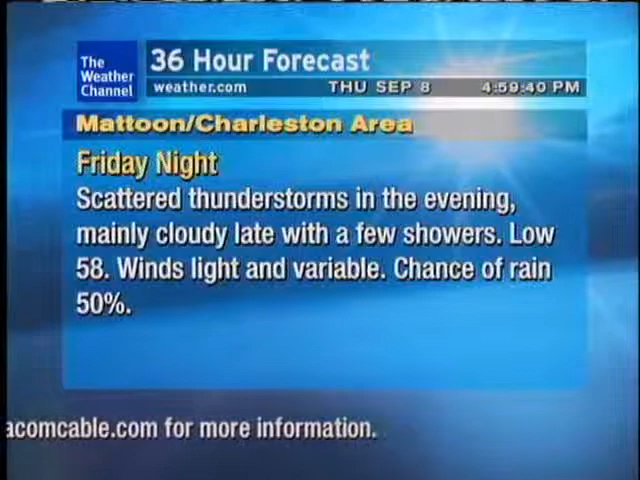 The
Weather
Channel
36 Hour Forecast
weather.com THU SEP 8 4:59:40 PM
Mattoon/Charleston Area
Friday Night
Scattered thunderstorms in the evening,
mainly cloudy late with a few showers. Low
58. Winds light and variable. Chance of rain
50%.
acomcable.com for more information.